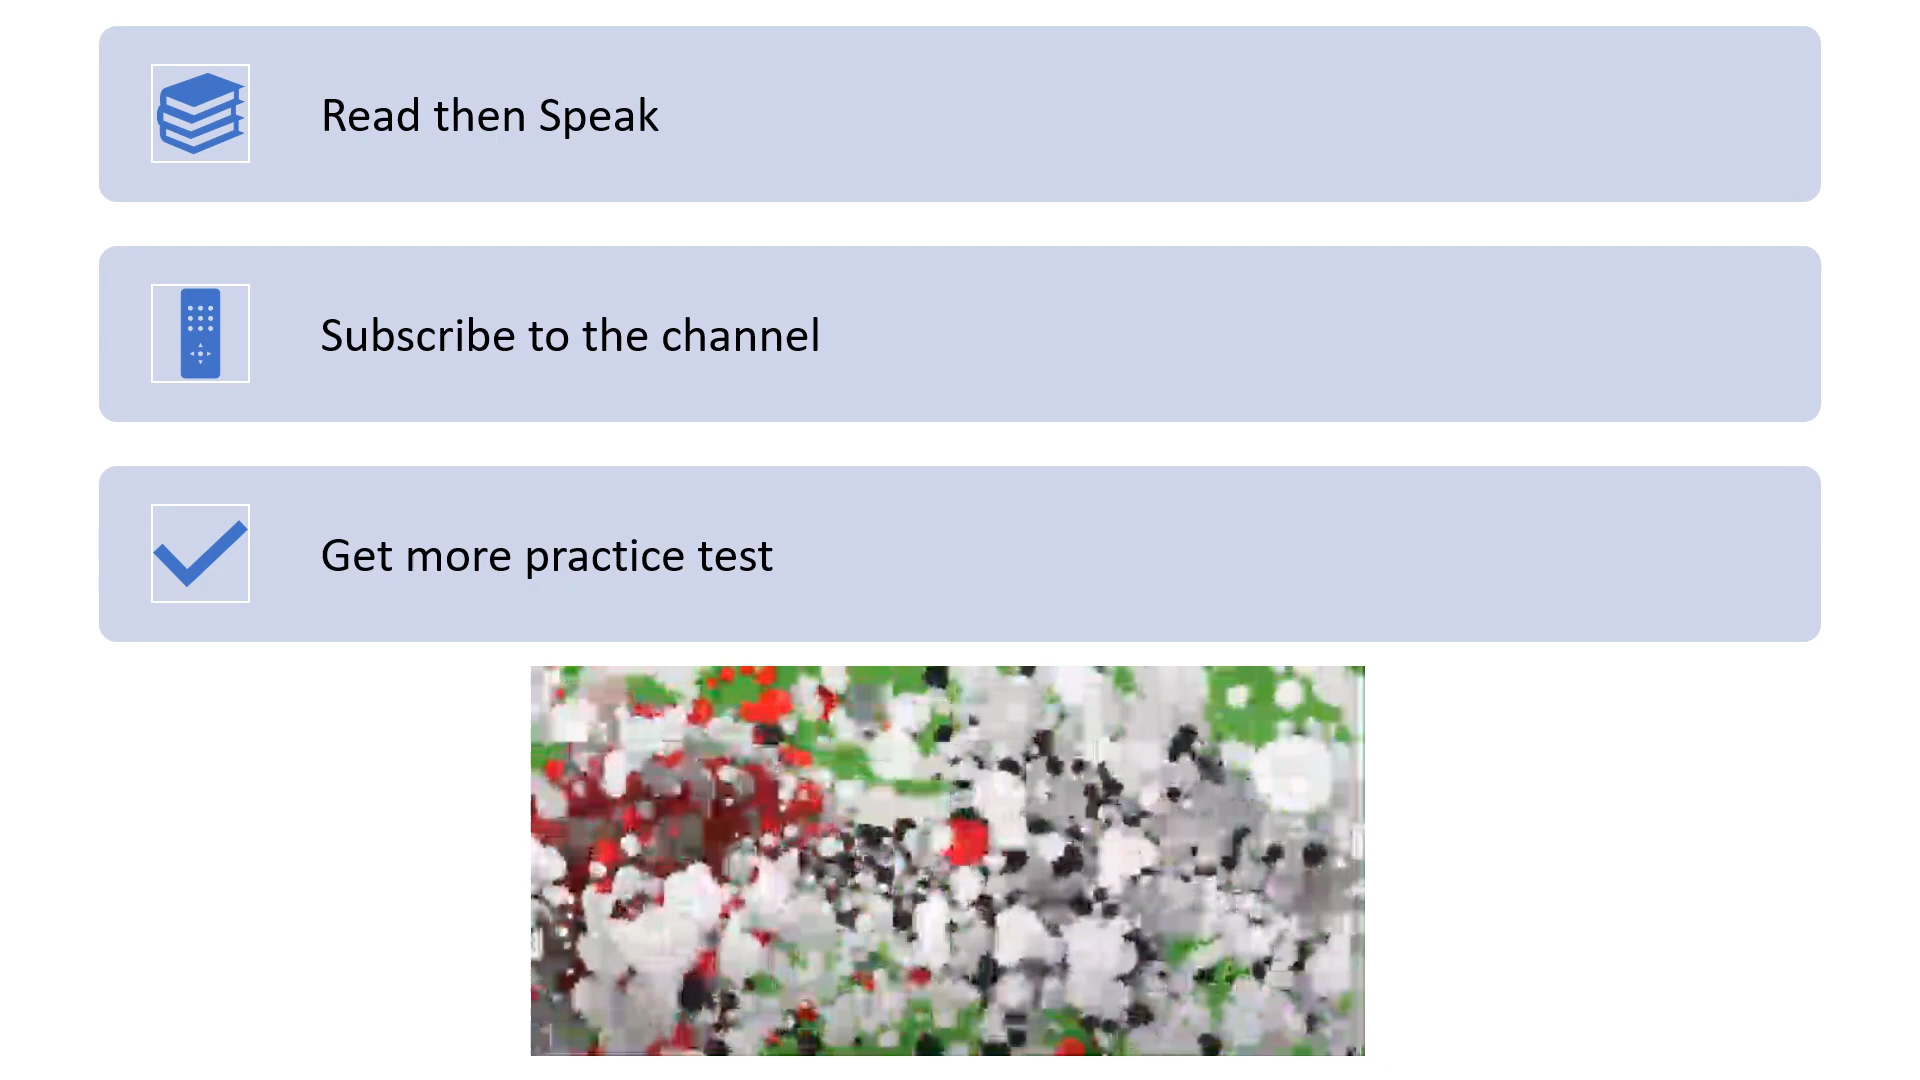 Read then Speak
Subscribe to the channel
Get more practice test